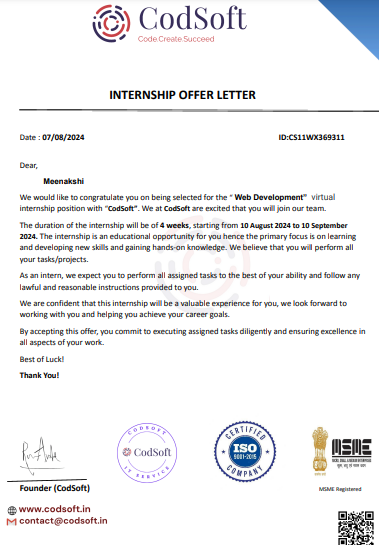 CodSoft
Code.Create.Succeed
INTERNSHIP OFFER LETTER
Date : 07/08/2024 ID:CS11WX369311
Dear,
Meenakshi
We would like to congratulate you on being selected for the “ Web Development" virtual
internship position with “CodSoft”. We at CodSoft are excited that you will join our team.
The duration of the internship will be of 4 weeks, starting from 10 August 2024 to 10 September
2024. The internship is an educational opportunity for you hence the primary focus is on learning
and developing new skills and gaining hands-on knowledge. We believe that you will perform all
your tasks/projects.
As an intern, we expect you to perform all assigned tasks to the best of your ability and follow any
lawful and reasonable instructions provided to you.
We are confident that this internship will be a valuable experience for you, we look forward to
working with you and helping you achieve your career goals.
By accepting this offer, you commit to executing assigned tasks diligently and ensuring excellence in
all aspects of your work.
Best of Luck!
Thank You!
CODSOFT
CodSoft
IT SERVICE
CERTIFIED
ISO
9001-2015
COMPANY
MSME
Founder (CodSoft) MSME Registered
www.codsoft.in
contact@codsoft.in